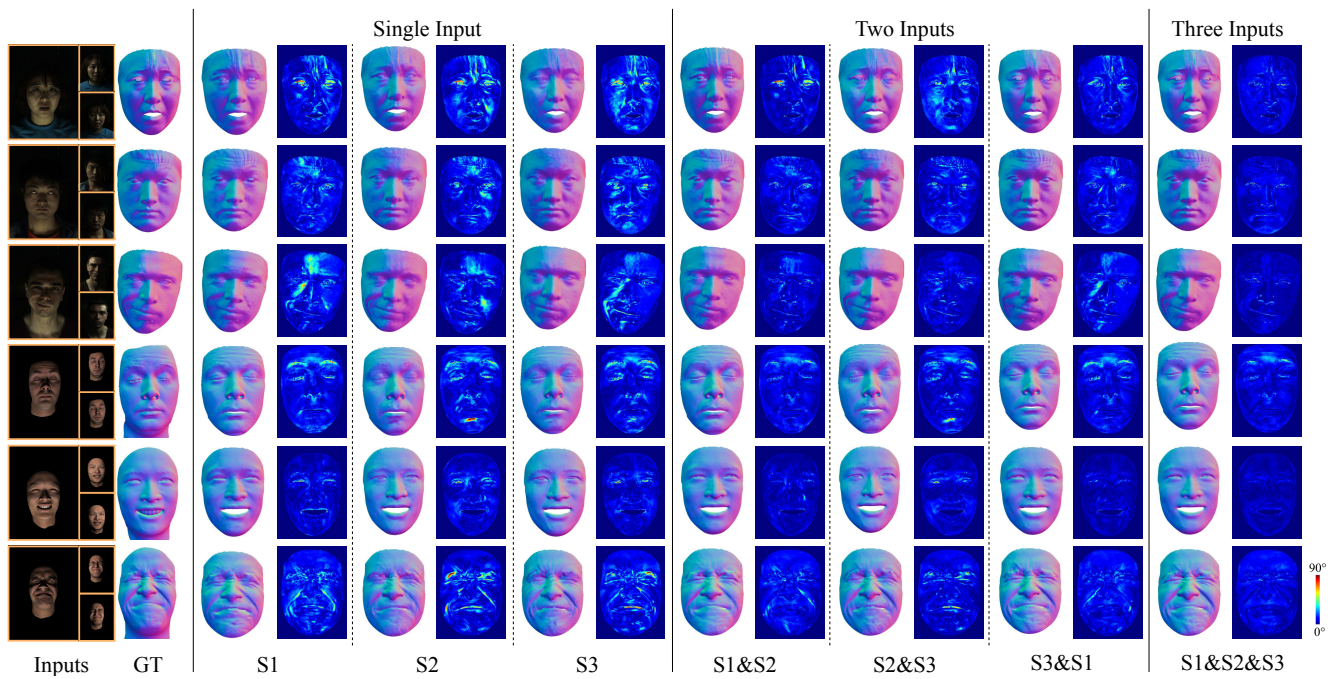 Single Input
Two Inputs
Three Inputs
90°
0°
Inputs
GT
S1
S2
S3
S1&S2
S2&S3
S3&S1
S1&S2&S3